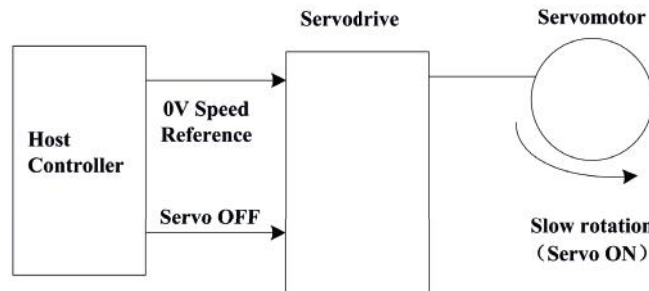 Servodrive
Servomotor
0V Speed
Reference
Host
Controller
Servo OFF
Slow rotation
（Servo ON）